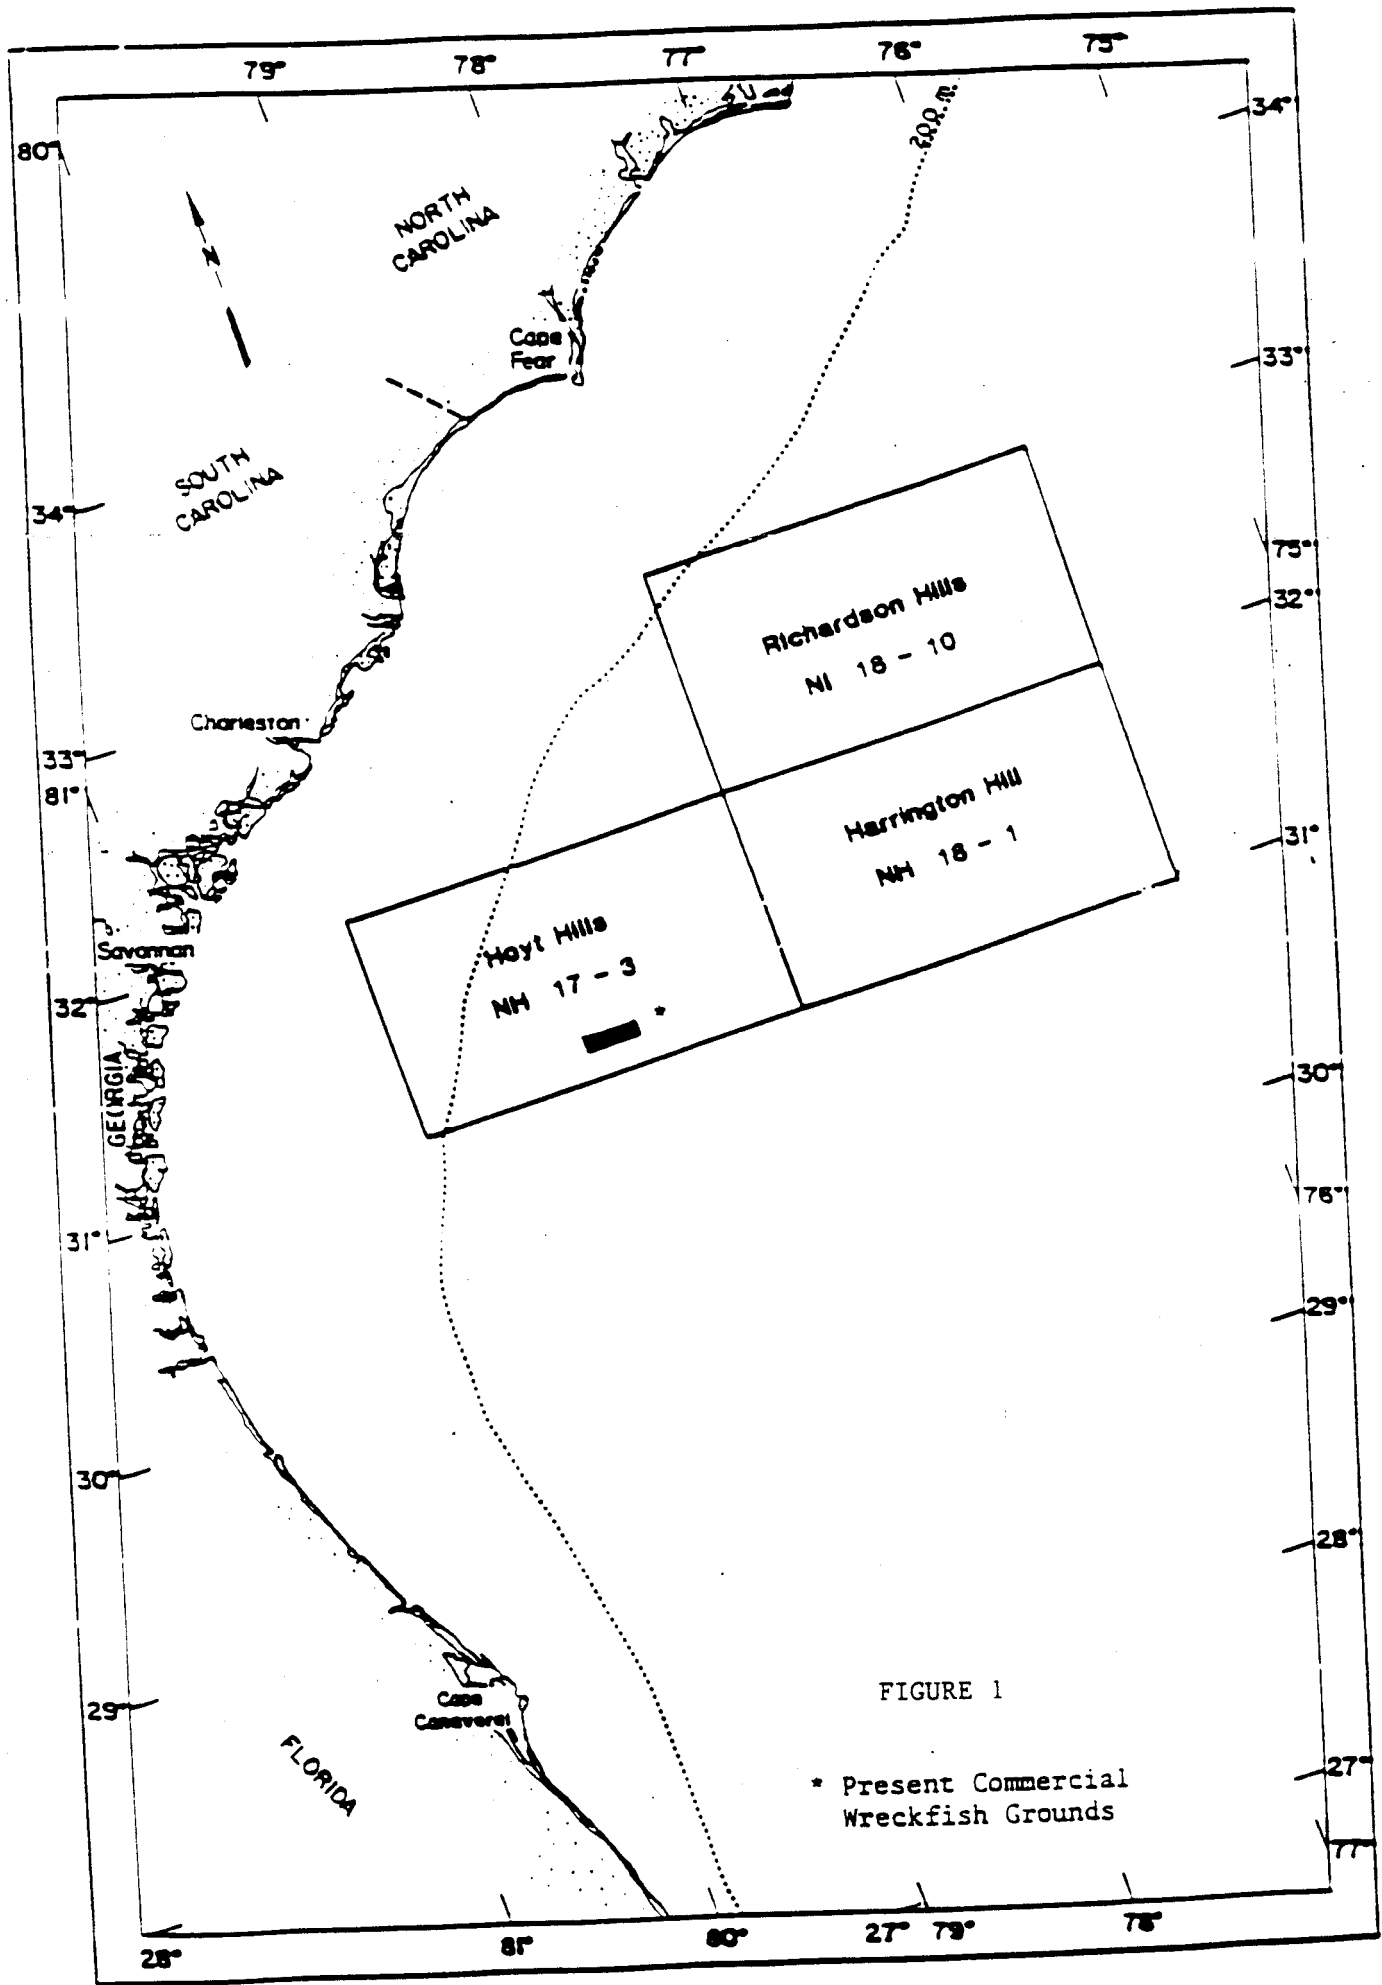 79°
78°
77°
76°
75°
80°
34°
200 m.
NORTH
CAROLINA
N
Cape
Fear
33°
SOUTH
CAROLINA
34°
75°
32°
Richardson Hills
NI 18 - 10
Charleston
33°
81°
Harrington Hill
NH 18 - 1
31°
Savannah
Hoyt Hills
NH 17 - 3
*
32°
GEORGIA
30°
76°
31°
29°
30°
28°
29°
Cape
Canaveral
FIGURE 1
FLORIDA
* Present Commercial
Wreckfish Grounds
27°
77°
28°
81°
80°
27°
79°
78°